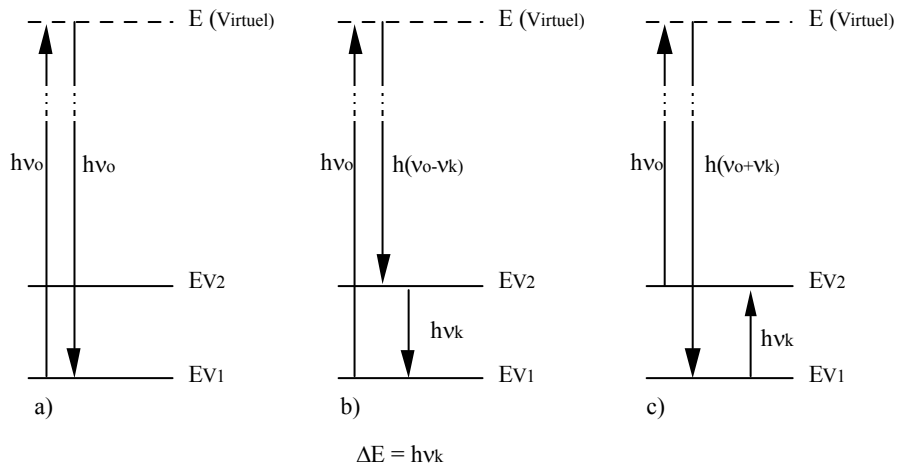 E (Virtuel) E (Virtuel) E (Virtuel)
hνo hνo hνo h(νo-νk) hνo h(νo+νk)
EV2 EV2 EV2
hνk hνk
EV1 EV1 EV1
a) b) c)
ΔE = hνk